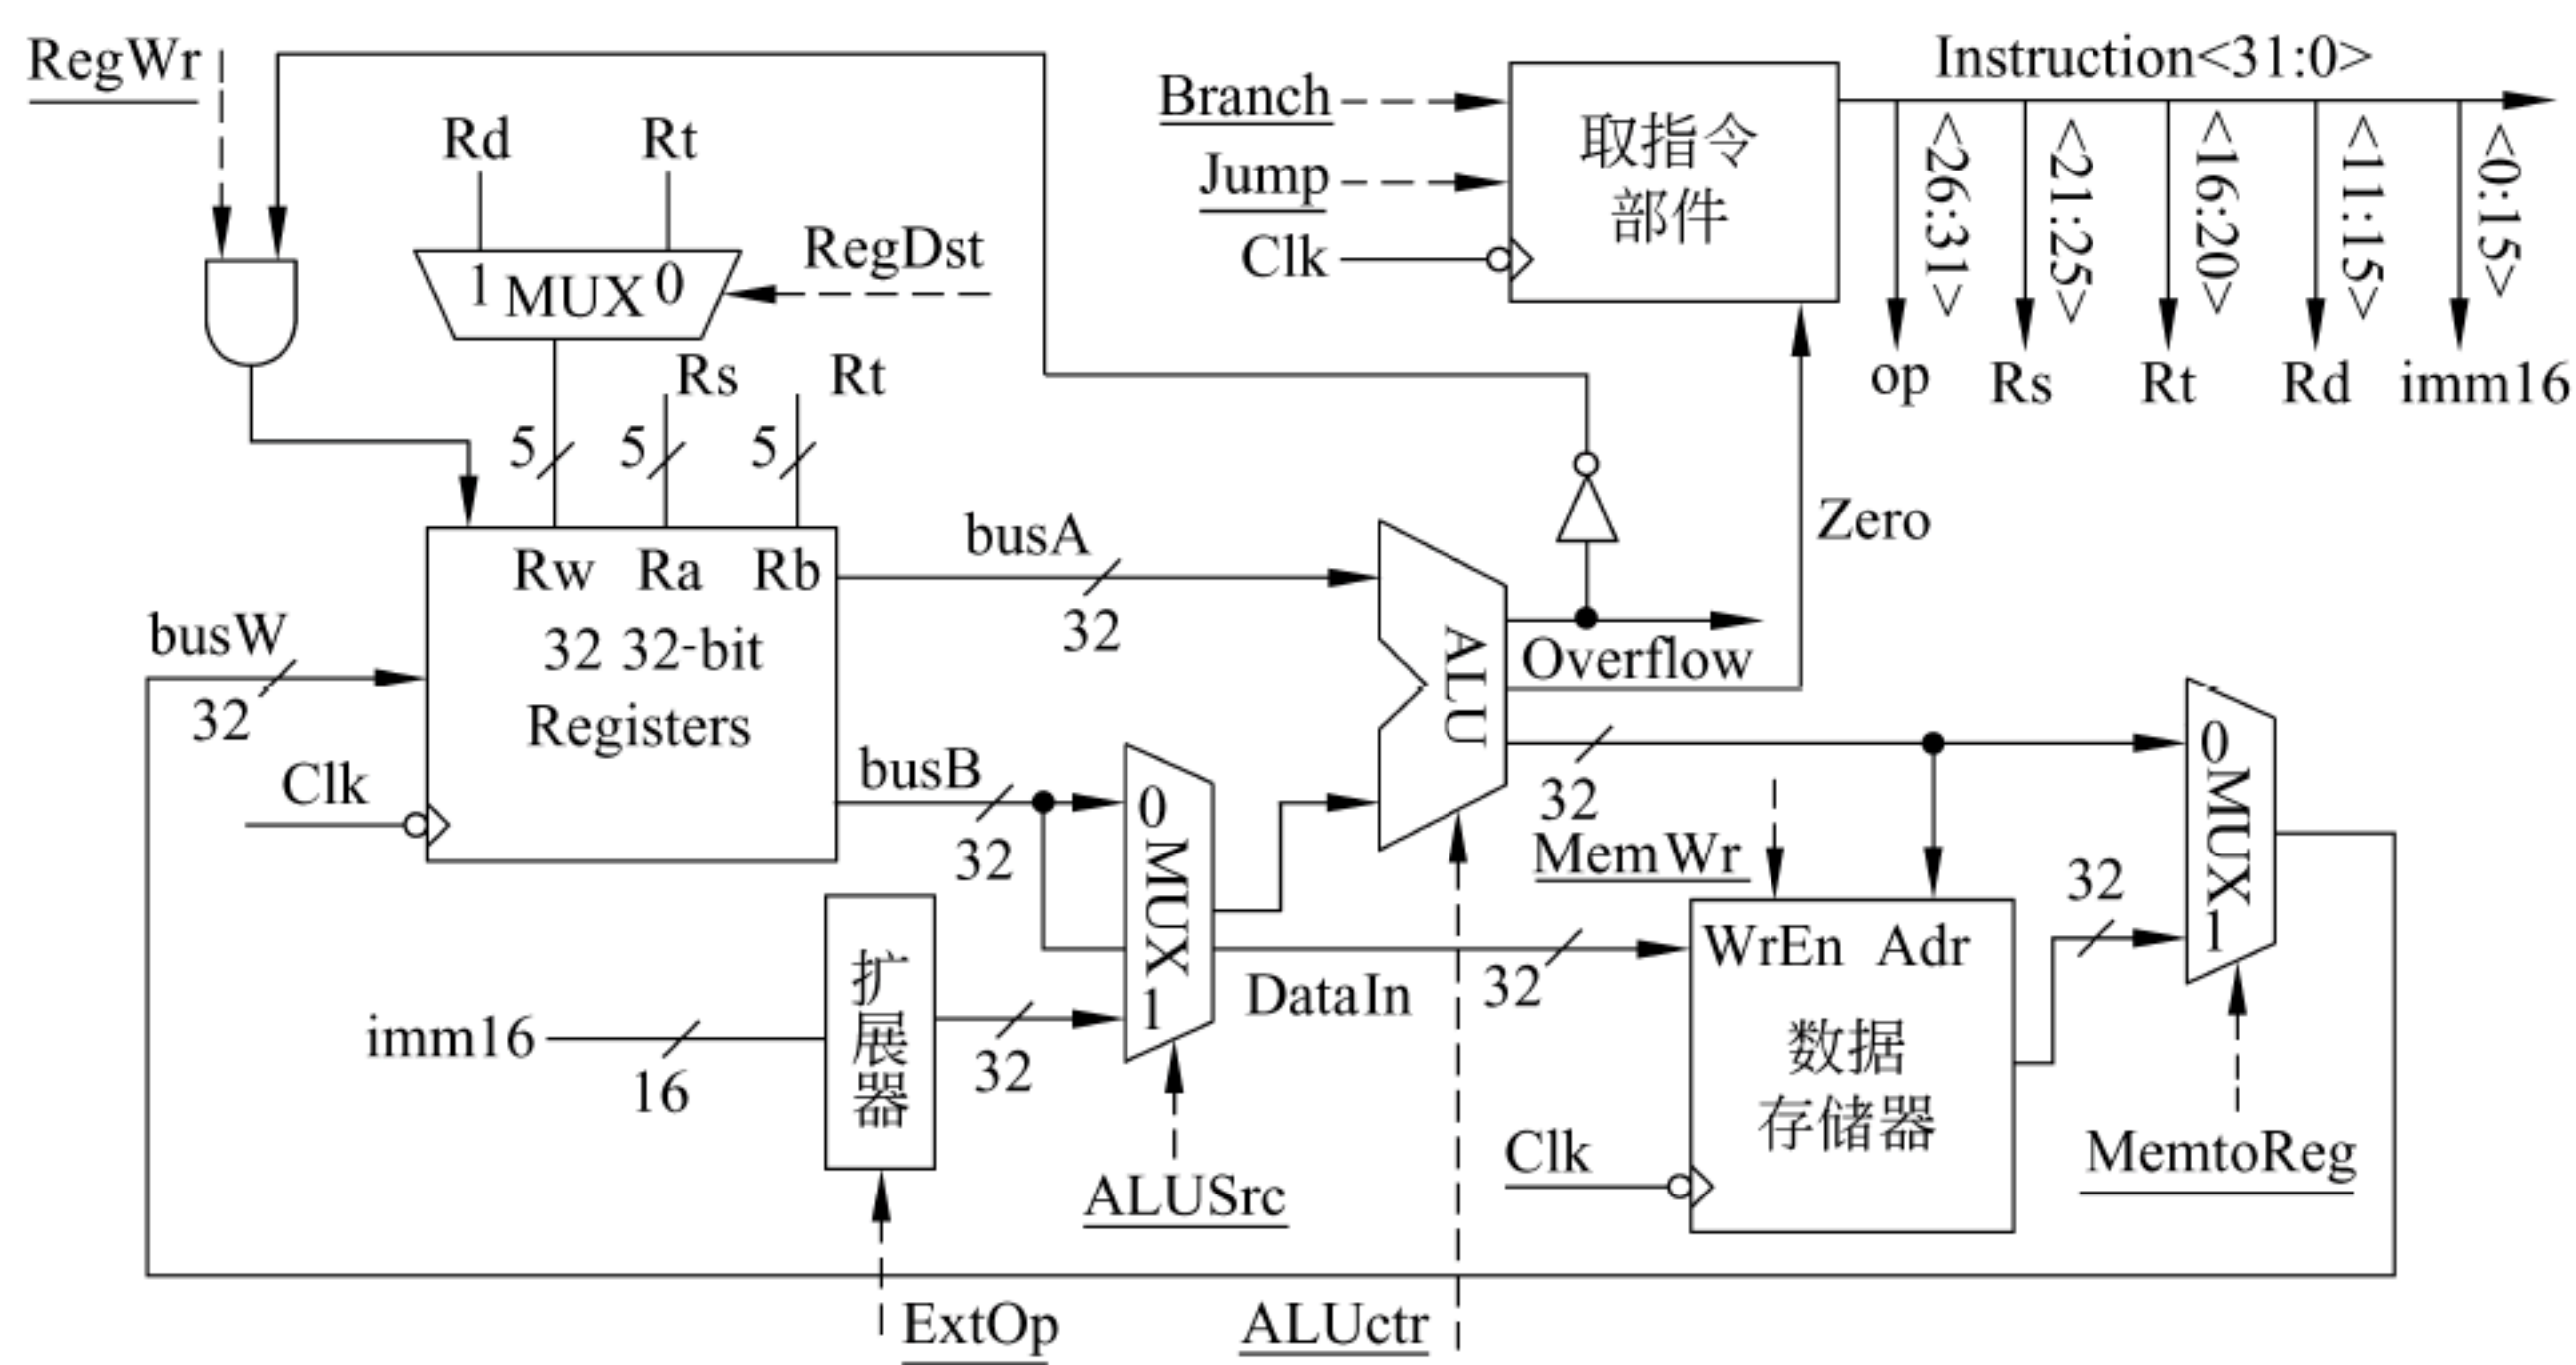 RegWr
Rd
Rt
1 MUX 0
RegDst
Rs
Rt
5
5
5
Branch
Jump
Clk
取指令
部件
Instruction<31:0>
<26:31>
<21:25>
<16:20>
<11:15>
<0:15>
op
Rs
Rt
Rd
imm16
Rw Ra Rb
32 32-bit
Registers
busW
32
Clk
busA
32
busB
32
0
MUX
1
ALU
Overflow
Zero
32
MemWr
WrEn Adr
数据
存储器
Clk
32
0
MUX
1
MemtoReg
imm16
16
扩
展
器
32
DataIn
32
ALUSrc
ExtOp
ALUctr